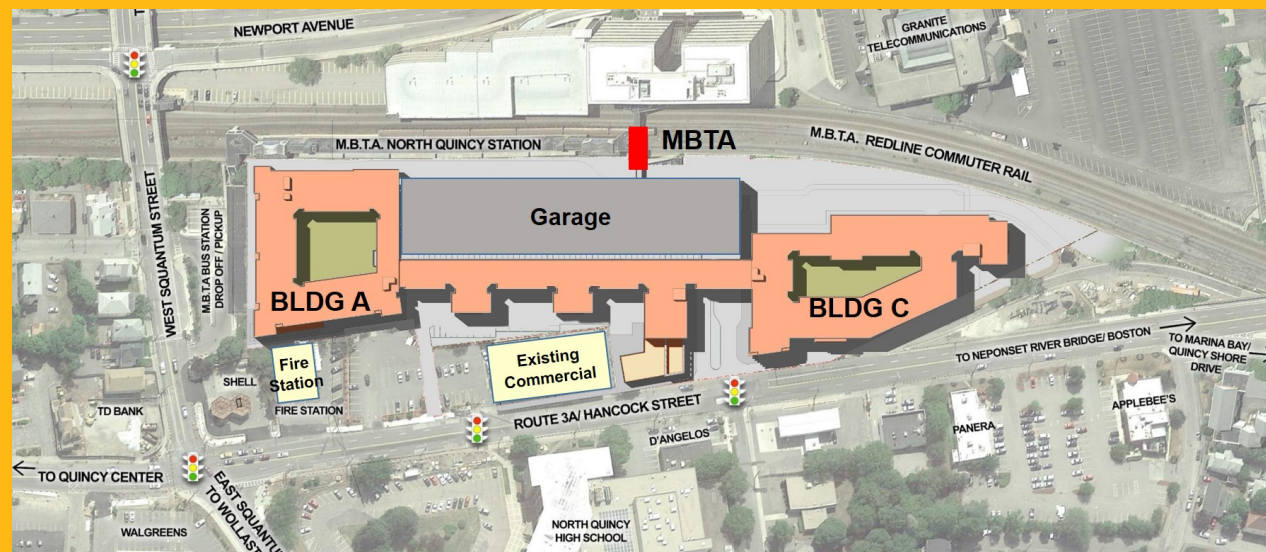 NEWPORT AVENUE
GRANITE
TELECOMMUNICATIONS
M.B.T.A. NORTH QUINCY STATION
MBTA
M.B.T.A. REDLINE COMMUTER RAIL
WEST SQUANTUM STREET
M.B.T.A BUS STATION
DROP OFF / PICKUP
Garage
BLDG A
BLDG C
Fire
Station
Existing
Commercial
TO NEPONSET RIVER BRIDGE/ BOSTON
TO MARINA BAY/
QUINCY SHORE
DRIVE
SHELL
TD BANK
FIRE STATION
ROUTE 3A/ HANCOCK STREET
D'ANGELOS
PANERA
APPLEBEE'S
TO QUINCY CENTER
EAST SQUANTU
TO WOLLAST
WALGREENS
NORTH QUINCY
HIGH SCHOOL